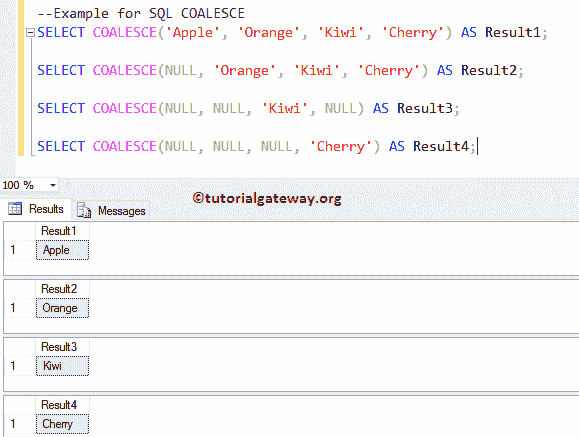 --Example for SQL COALESCE
SELECT COALESCE('Apple', 'Orange', 'Kiwi', 'Cherry') AS Result1;
SELECT COALESCE(NULL, 'Orange', 'Kiwi', 'Cherry') AS Result2;
SELECT COALESCE(NULL, NULL, 'Kiwi', NULL) AS Result3;
SELECT COALESCE(NULL, NULL, NULL, 'Cherry') AS Result4;
100 %
©tutorialgateway.org
Results Messages
Result1
1 Apple
Result2
1 Orange
Result3
1 Kiwi
Result4
1 Cherry